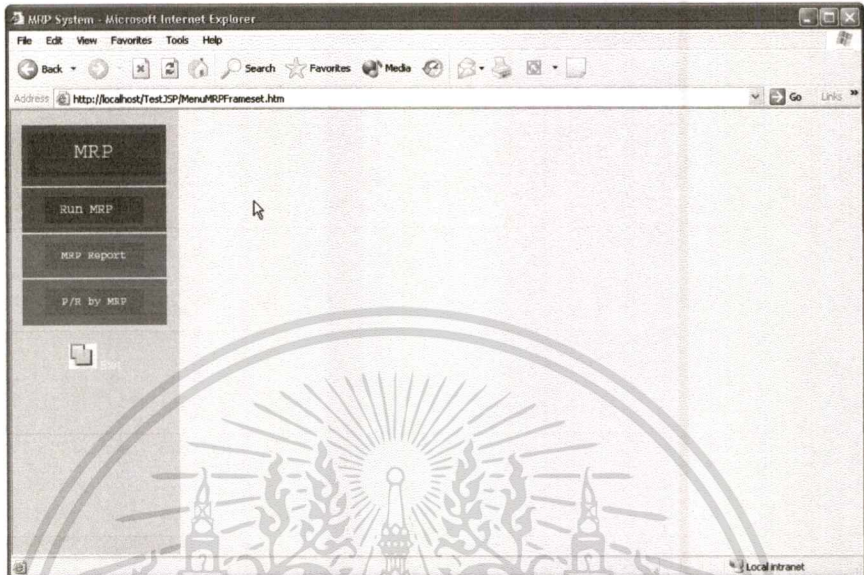 MRP System - Microsoft Internet Explorer
File Edit View Favorites Tools Help
Back Search Favorites Media
Address http://localhost/TestJSP/MenuMRPFrameset.htm Go Links »
MRP
Run MRP
MRP Report
P/R by MRP
Local intranet